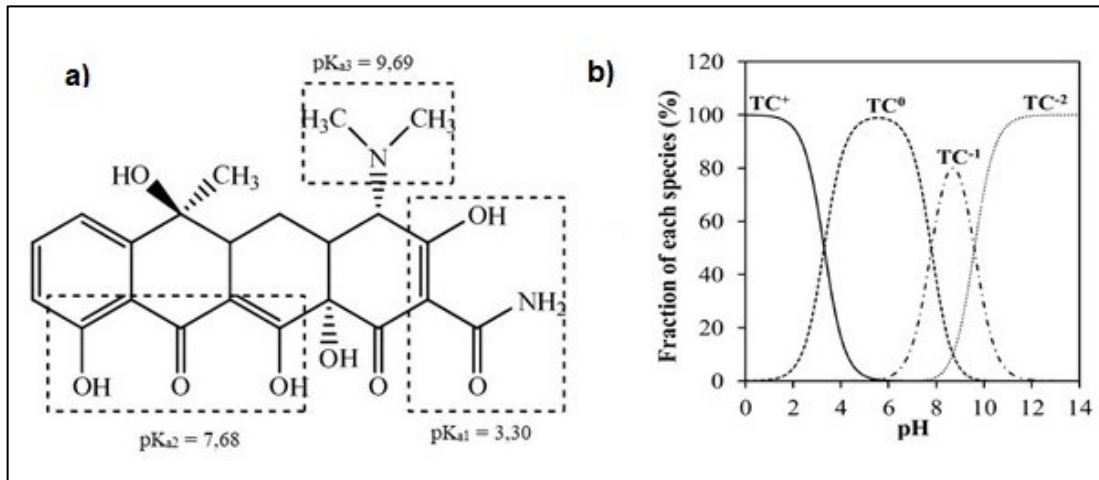 a)
pKa3 = 9,69
H3C
CH3
N
HO
CH3
OH
NH2
OH
O
OH
OH
O
O
pKa2 = 7,68
pKa1 = 3,30
b)
Fraction of each species (%)
120
100
80
60
40
20
0
TC+
TC0
TC-1
TC-2
0 2 4 6 8 10 12 14
pH